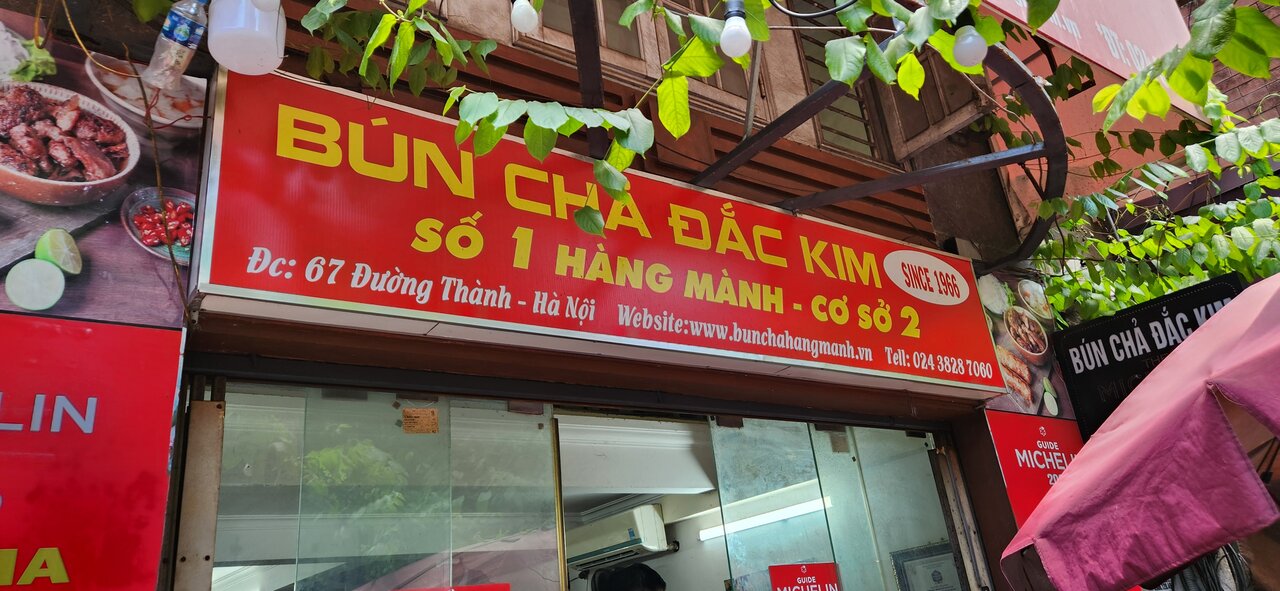 BÚN CHẢ ĐẮC KIM
SINCE 1966
SỐ 1 HÀNG MÀNH - CƠ SỞ 2
Đc: 67 Đường Thành - Hà Nội Website:www.bunchahangmanh.vn Tell: 024 3828 7060
LIN
BÚN CHẢ ĐẮC KIM
GUIDE
MICHELIN
GUIDE
MICHELIN